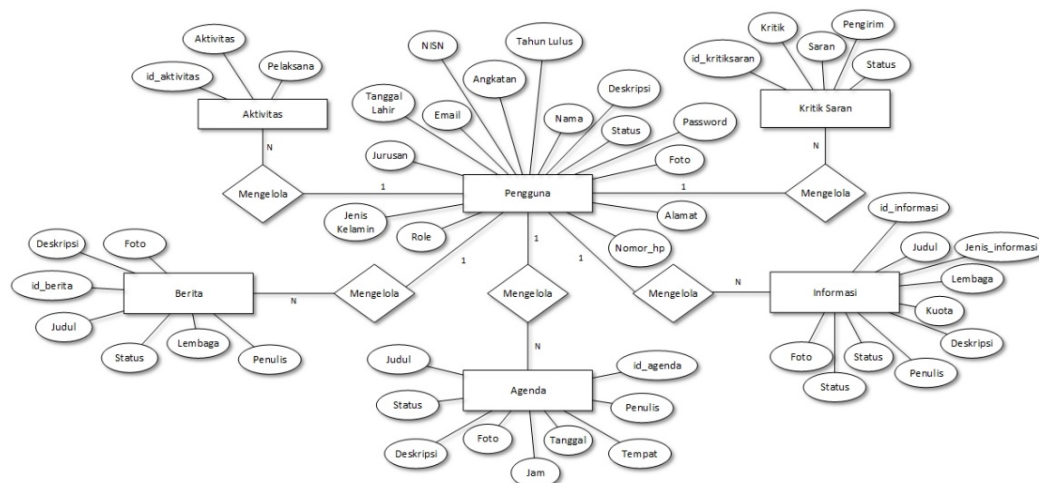 Aktivitas
id_aktivitas
Pelaksana
Aktivitas
N
Mengelola
1
NISN
Tahun Lulus
Angkatan
Tanggal
Lahir
Email
Nama
Deskripsi
Status
Password
Jurusan
Foto
Pengguna
Jenis
Kelamin
Role
Alamat
Nomor_hp
Kritik
Pengirim
Saran
id_kritiksaran
Status
Kritik Saran
N
1
Mengelola
Deskripsi
Foto
id_berita
Berita
Judul
Status
Lembaga
Penulis
N
Mengelola
1
1
Mengelola
N
1
Mengelola
N
id_informasi
Judul
Jenis_informasi
Lembaga
Informasi
Kuota
Deskripsi
Foto
Status
Status
Penulis
Judul
id_agenda
Status
Agenda
Penulis
Deskripsi
Foto
Tanggal
Tempat
Jam